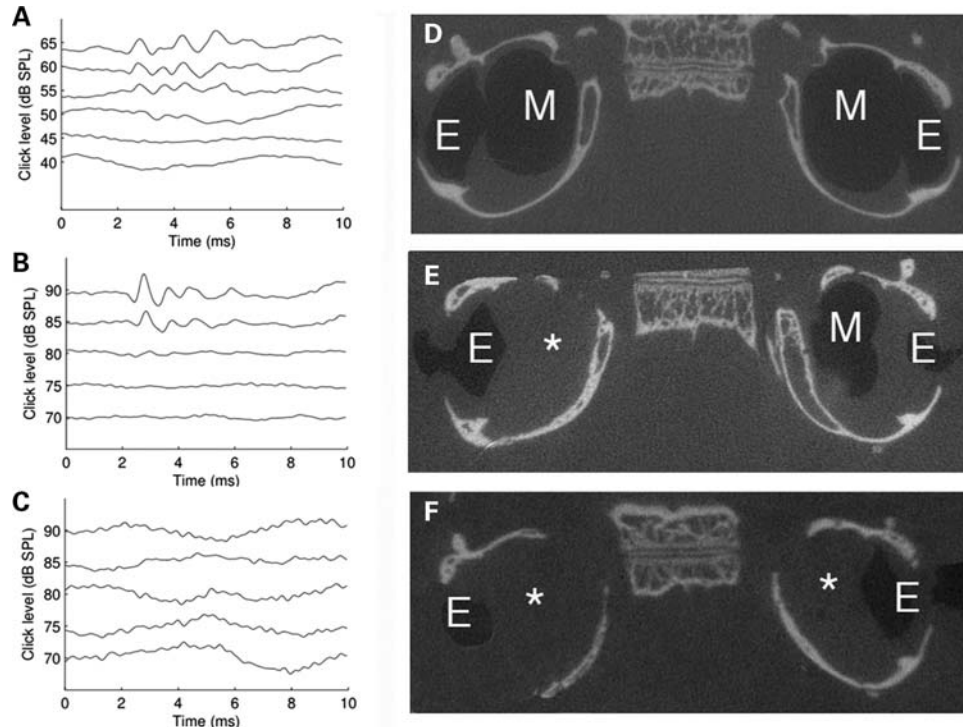 A
65
60
55
50
45
40
Click level (dB SPL)
0 2 4 6 8 10
Time (ms)
B
90
85
80
75
70
Click level (dB SPL)
0 2 4 6 8 10
Time (ms)
C
90
85
80
75
70
Click level (dB SPL)
0 2 4 6 8 10
Time (ms)
D
E M M E
E
E * M E
F
E * * E